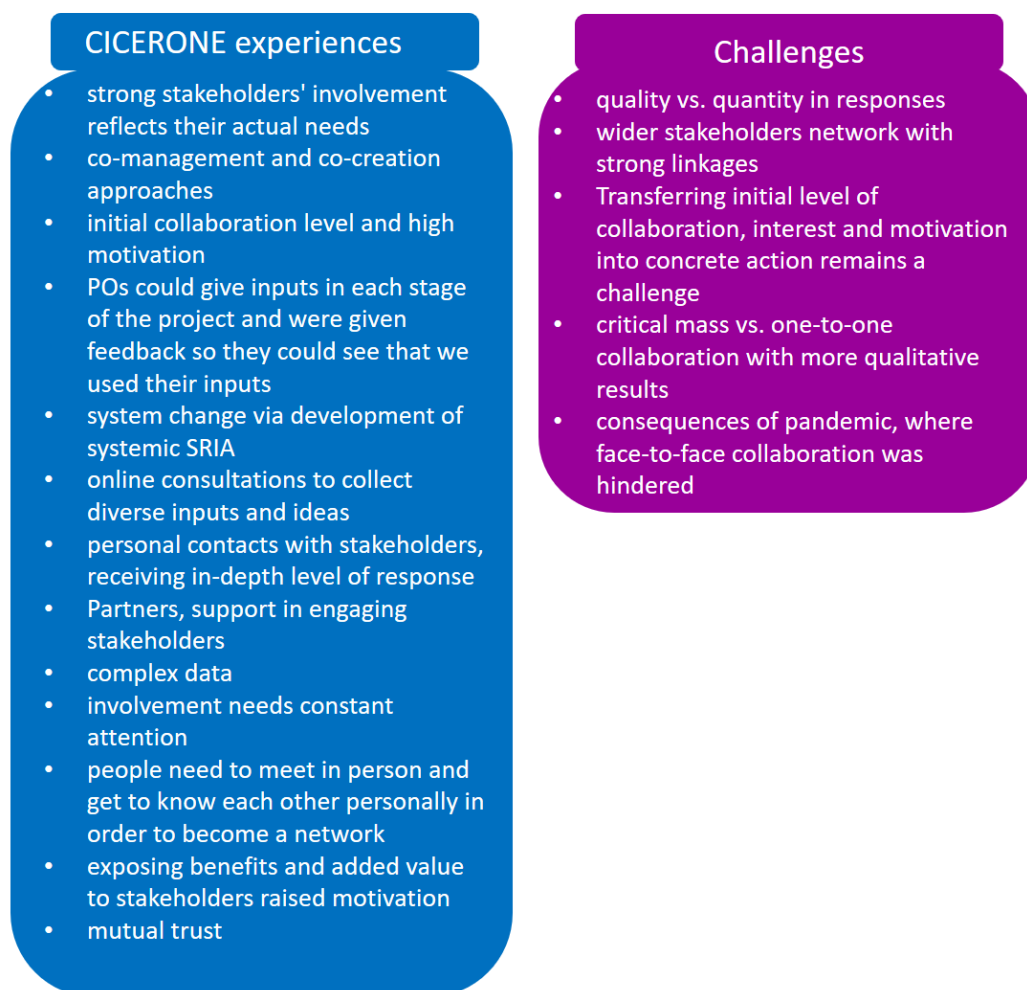 CICERONE experiences
• strong stakeholders' involvement
reflects their actual needs
• co-management and co-creation
approaches
• initial collaboration level and high
motivation
• POs could give inputs in each stage
of the project and were given
feedback so they could see that we
used their inputs
• system change via development of
systemic SRIA
• online consultations to collect
diverse inputs and ideas
• personal contacts with stakeholders,
receiving in-depth level of response
• Partners, support in engaging
stakeholders
• complex data
• involvement needs constant
attention
• people need to meet in person and
get to know each other personally in
order to become a network
• exposing benefits and added value
to stakeholders raised motivation
• mutual trust
Challenges
• quality vs. quantity in responses
• wider stakeholders network with
strong linkages
• Transferring initial level of
collaboration, interest and motivation
into concrete action remains a
challenge
• critical mass vs. one-to-one
collaboration with more qualitative
results
• consequences of pandemic, where
face-to-face collaboration was
hindered